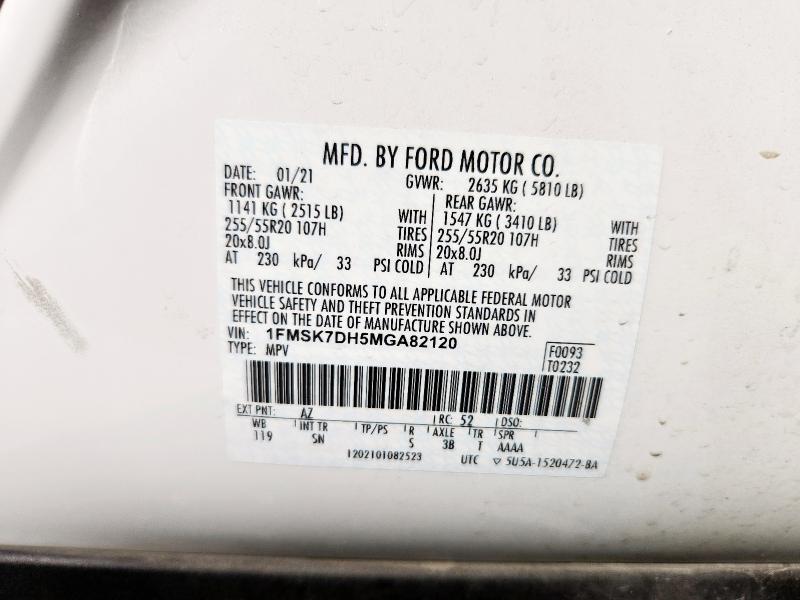 MFD. BY FORD MOTOR CO.
DATE: 01/21 GVWR: 2635 KG ( 5810 LB)
FRONT GAWR: REAR GAWR:
1141 KG ( 2515 LB) WITH 1547 KG ( 3410 LB) WITH
255/55R20 107H TIRES 255/55R20 107H TIRES
20x8.0J RIMS 20x8.0J RIMS
AT 230 kPa/ 33 PSI COLD AT 230 kPa/ 33 PSI COLD
THIS VEHICLE CONFORMS TO ALL APPLICABLE FEDERAL MOTOR
VEHICLE SAFETY AND THEFT PREVENTION STANDARDS IN
EFFECT ON THE DATE OF MANUFACTURE SHOWN ABOVE.
VIN: 1FMSK7DH5MGA82120
TYPE: MPV
F0093
T0232
EXT PNT: AZ RC: 52 DSO:
WB INT TR TP/PS R AXLE TR SPR
119 SN S 3B T AAAA
1202101082523 UTC ▽ 5U5A-1520472-BA